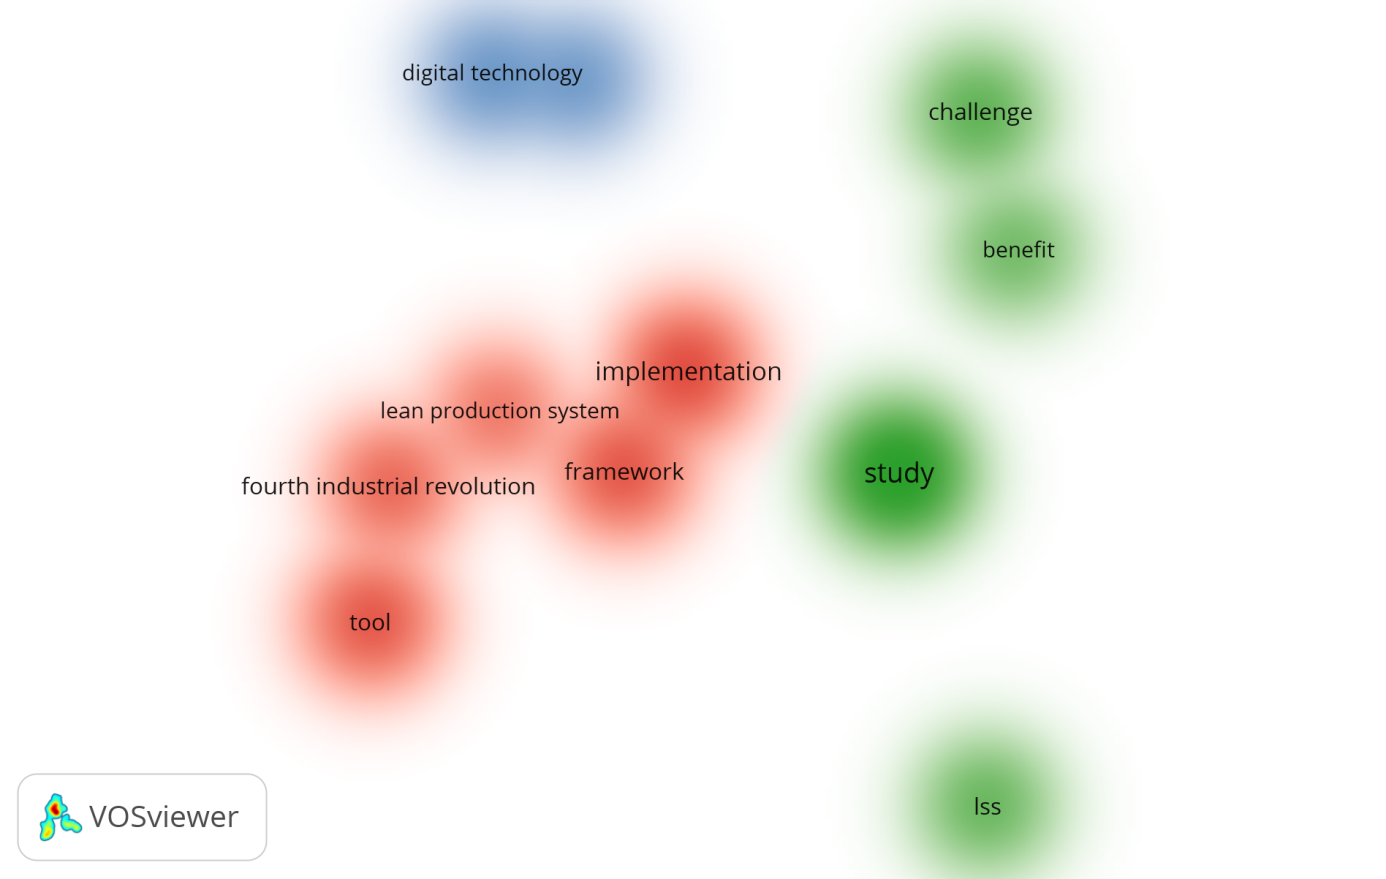 digital technology
challenge
benefit
implementation
lean production system
framework
study
fourth industrial revolution
tool
lss
VOSviewer